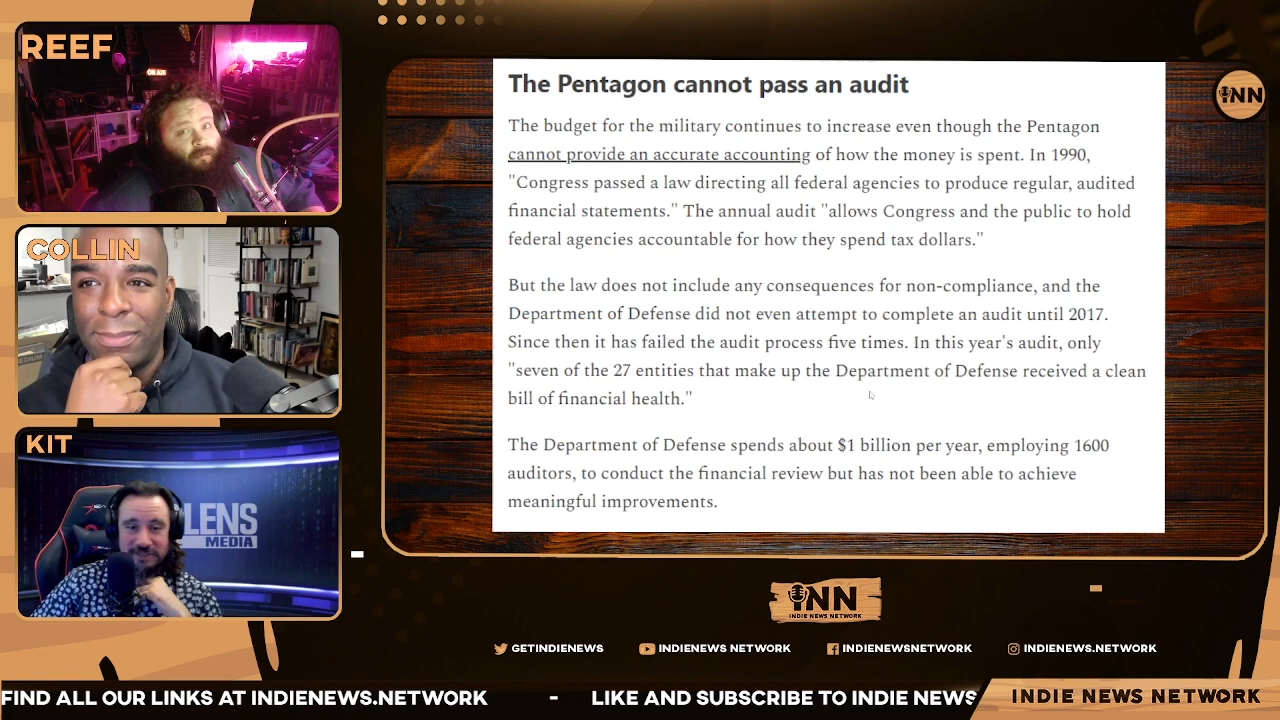 REEF
ON AIR
COLLIN
KIT
LENS
MEDIA
The Pentagon cannot pass an audit
The budget for the military continues to increase even though the Pentagon
cannot provide an accurate accounting of how the money is spent. In 1990,
"Congress passed a law directing all federal agencies to produce regular, audited
financial statements." The annual audit "allows Congress and the public to hold
federal agencies accountable for how they spend tax dollars."
But the law does not include any consequences for non-compliance, and the
Department of Defense did not even attempt to complete an audit until 2017.
Since then it has failed the audit process five times. In this year's audit, only
"seven of the 27 entities that make up the Department of Defense received a clean
bill of financial health."
The Department of Defense spends about $1 billion per year, employing 1600
auditors, to conduct the financial review but has not been able to achieve
meaningful improvements.
INN
INN
INDIE NEWS NETWORK
GETINDIENEWS
INDIENEWS NETWORK
INDIENEWSNETWORK
INDIENEWS.NETWORK
FIND ALL OUR LINKS AT INDIENEWS.NETWORK - LIKE AND SUBSCRIBE TO INDIE NEWS
INDIE NEWS NETWORK